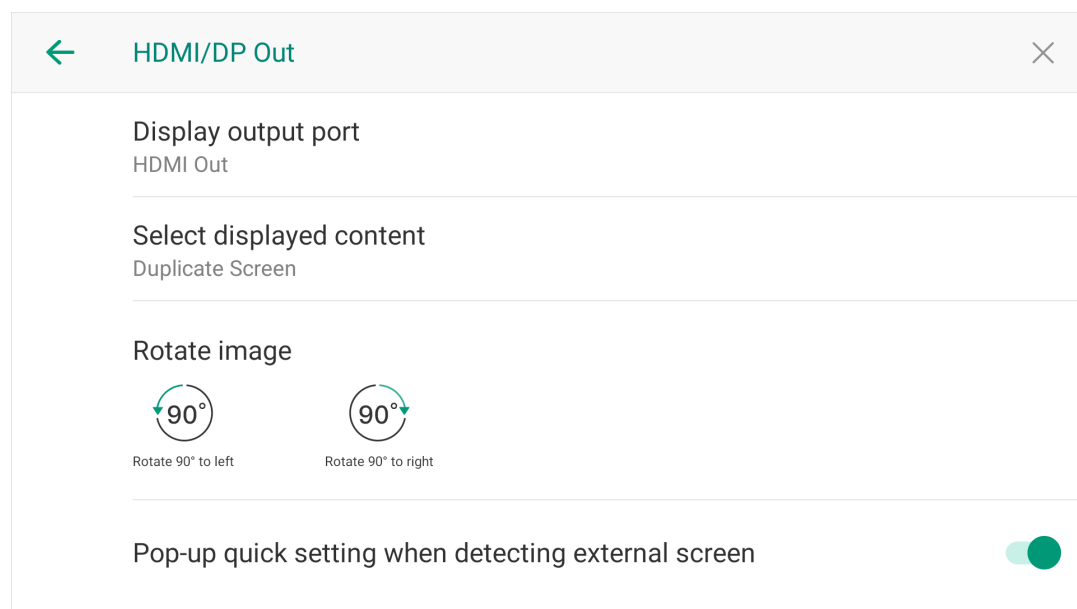 HDMI/DP Out
Display output port
HDMI Out
Select displayed content
Duplicate Screen
Rotate image
90° 90°
Rotate 90° to left Rotate 90° to right
Pop-up quick setting when detecting external screen